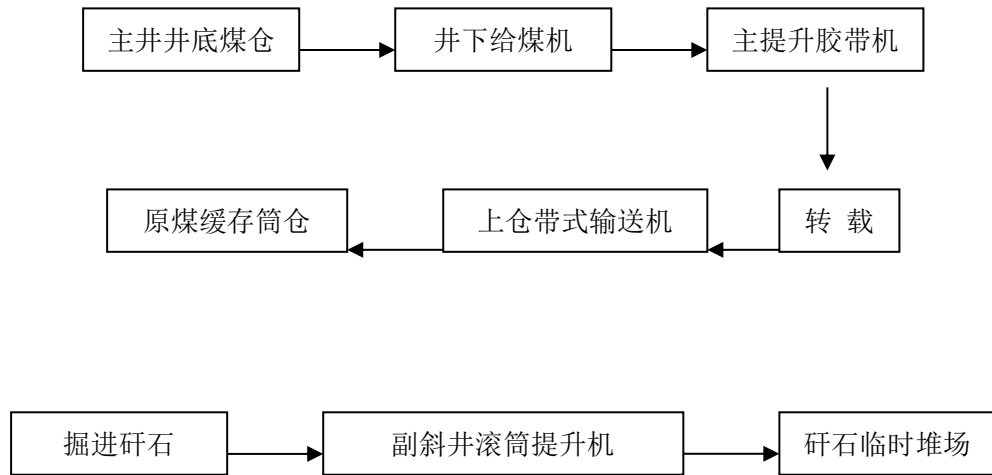 主井井底煤仓 井下给煤机 主提升胶带机
原煤缓存筒仓 上仓带式输送机 转 载
掘进矸石 副斜井滚筒提升机 矸石临时堆场